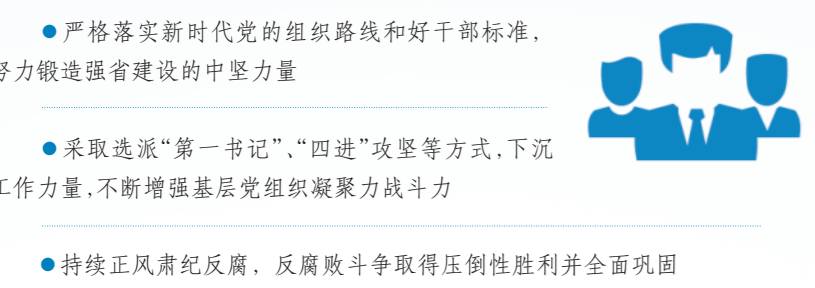 ●严格落实新时代党的组织路线和好干部标准,
努力锻造强省建设的中坚力量
●采取选派“第一书记”、“四进”攻坚等方式,下沉
工作力量,不断增强基层党组织凝聚力战斗力
●持续正风肃纪反腐,反腐败斗争取得压倒性胜利并全面巩固